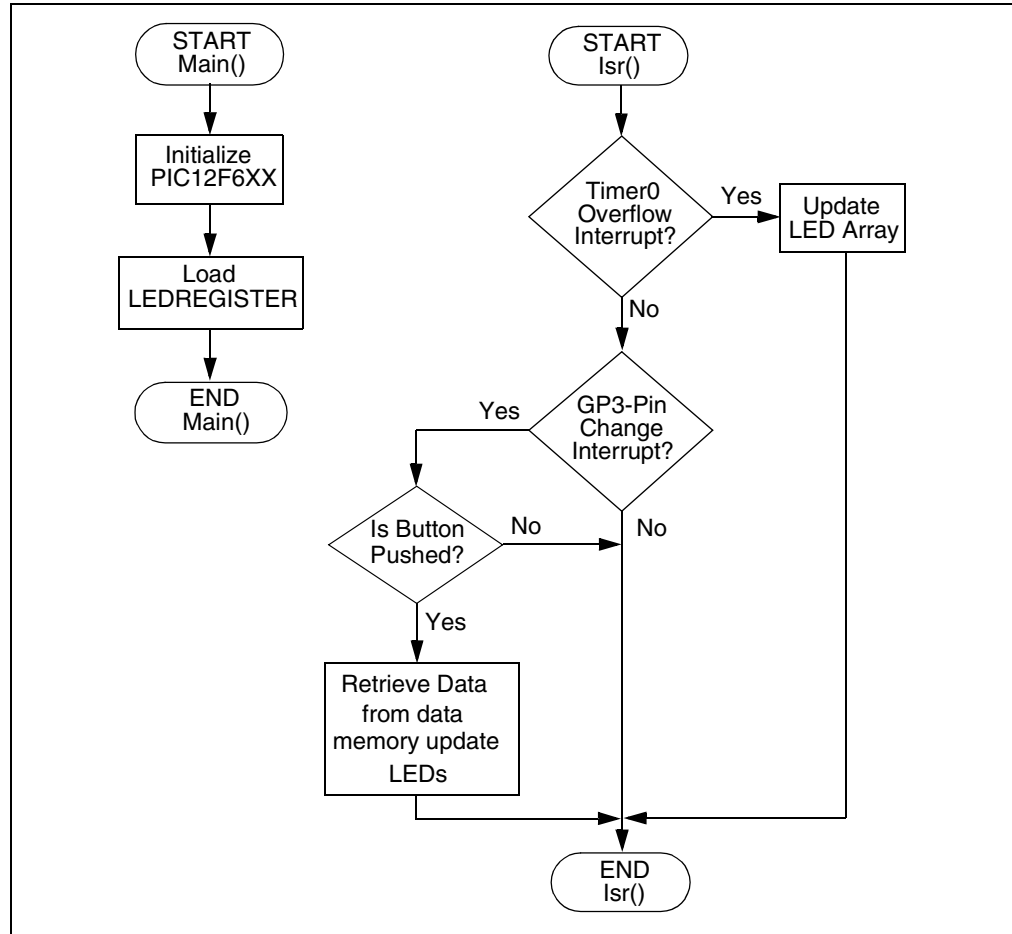 START
Main()
Initialize
PIC12F6XX
Load
LEDREGISTER
END
Main()
START
Isr()
Timer0
Overflow
Interrupt?
Yes
Update
LED Array
No
GP3-Pin
Change
Interrupt?
Yes
No
Is Button
Pushed?
No
Yes
Retrieve Data
from data
memory update
LEDs
END
Isr()